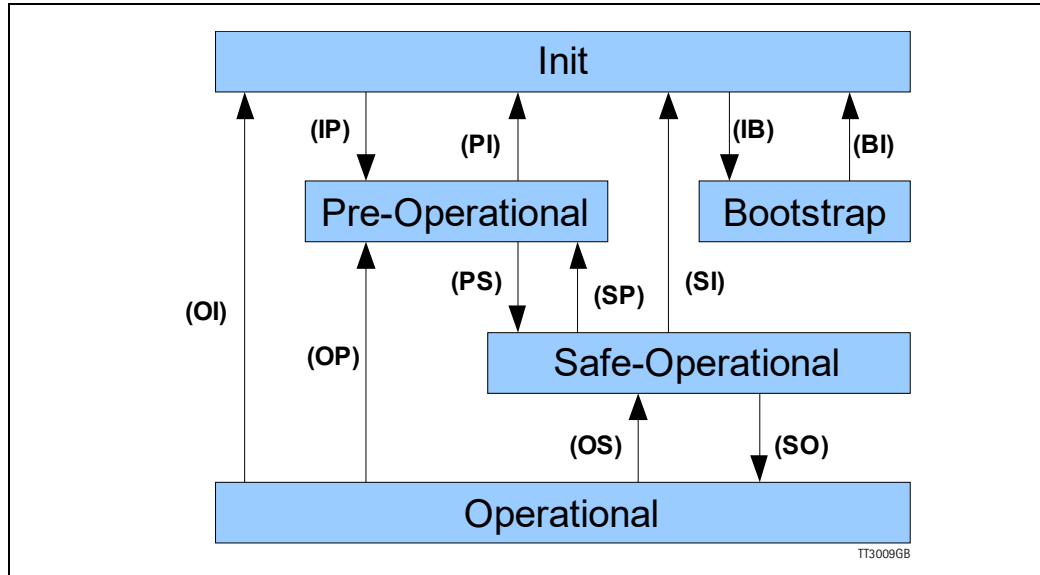 Init
(IP)
(PI)
(IB)
(BI)
Pre-Operational
Bootstrap
(PS)
(SP)
(SI)
(OI)
(OP)
Safe-Operational
(OS)
(SO)
Operational
TT3009GB